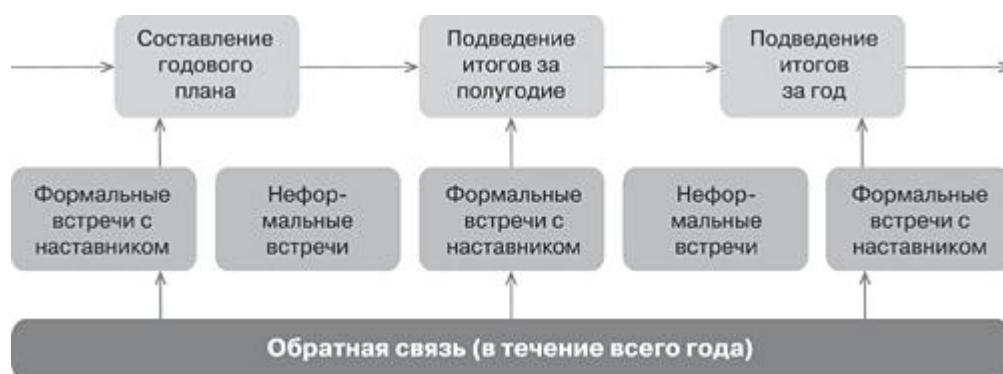 Составление
годового
плана
Подведение
итогов за
полугодие
Подведение
итогов
за год
Формальные
встречи с
наставником
Нефор-
мальные
встречи
Формальные
встречи с
наставником
Нефор-
мальные
встречи
Формальные
встречи с
наставником
Обратная связь (в течение всего года)